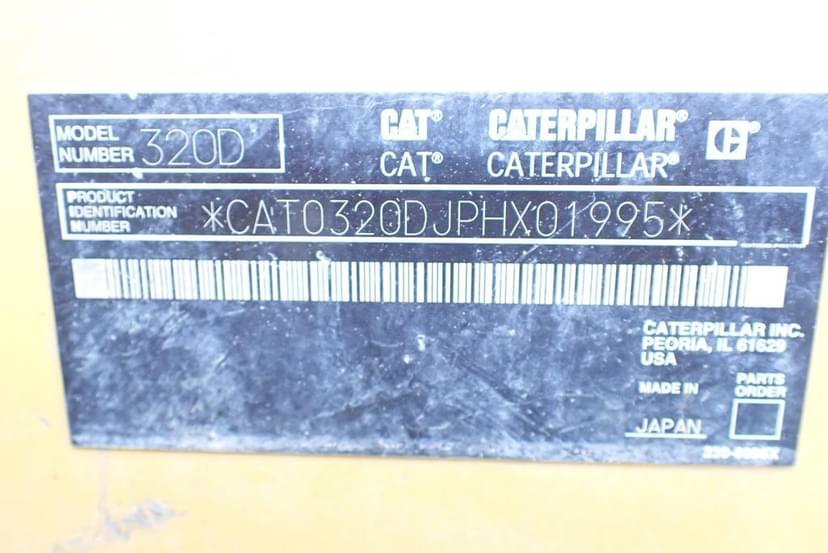 MODEL NUMBER 320D
CAT® CATERPILLAR®
CAT® CATERPILLAR®
PRODUCT
IDENTIFICATION
NUMBER
*CAT0320DJPHX01995*
CATERPILLAR INC.
PEORIA, IL 61629
USA
MADE IN
JAPAN
PARTS
ORDER